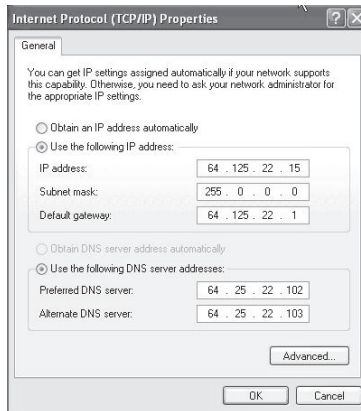 Internet Protocol (TCP/IP) Properties
General
You can get IP settings assigned automatically if your network supports
this capability. Otherwise, you need to ask your network administrator for
the appropriate IP settings.
Obtain an IP address automatically
Use the following IP address:
IP address: 64 . 125 . 22 . 15
Subnet mask: 255 . 0 . 0 . 0
Default gateway: 64 . 125 . 22 . 1
Obtain DNS server address automatically
Use the following DNS server addresses:
Preferred DNS server: 64 . 25 . 22 . 102
Alternate DNS server: 64 . 25 . 22 . 103
Advanced...
OK Cancel